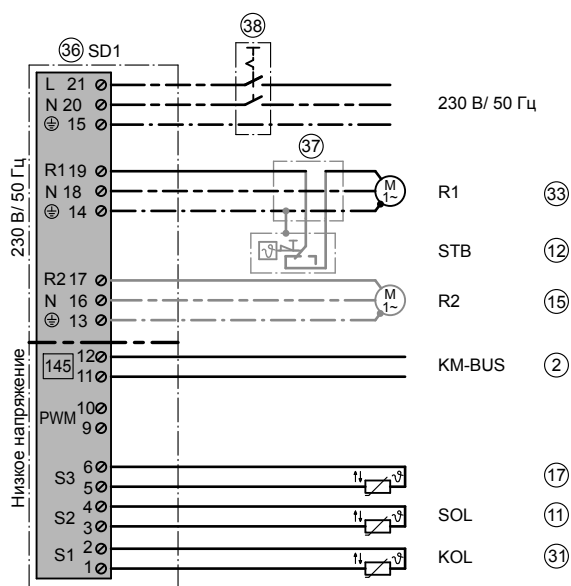 38
36 SD1
L 21
N 20
15
230 В/ 50 Гц
37
R1 19
N 18
14
M
1~
R1 33
230 В/ 50 Гц
STB 12
ϑ
R2 17
N 16
13
M
1~
R2 15
145 12
11
KM-BUS 2
Низкое напряжение
PWM 10
9
S3 6
5
ϑ
17
S2 4
3
ϑ
SOL 11
S1 2
1
ϑ
KOL 31